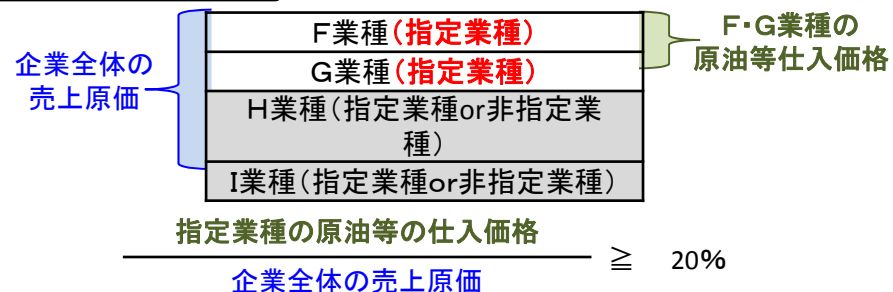 F業種(指定業種)
G業種(指定業種)
H業種(指定業種or非指定業
種)
I業種(指定業種or非指定業種)
企業全体の
売上原価
F・G業種の
原油等仕入価格
指定業種の原油等の仕入価格
企業全体の売上原価
≧ 20%